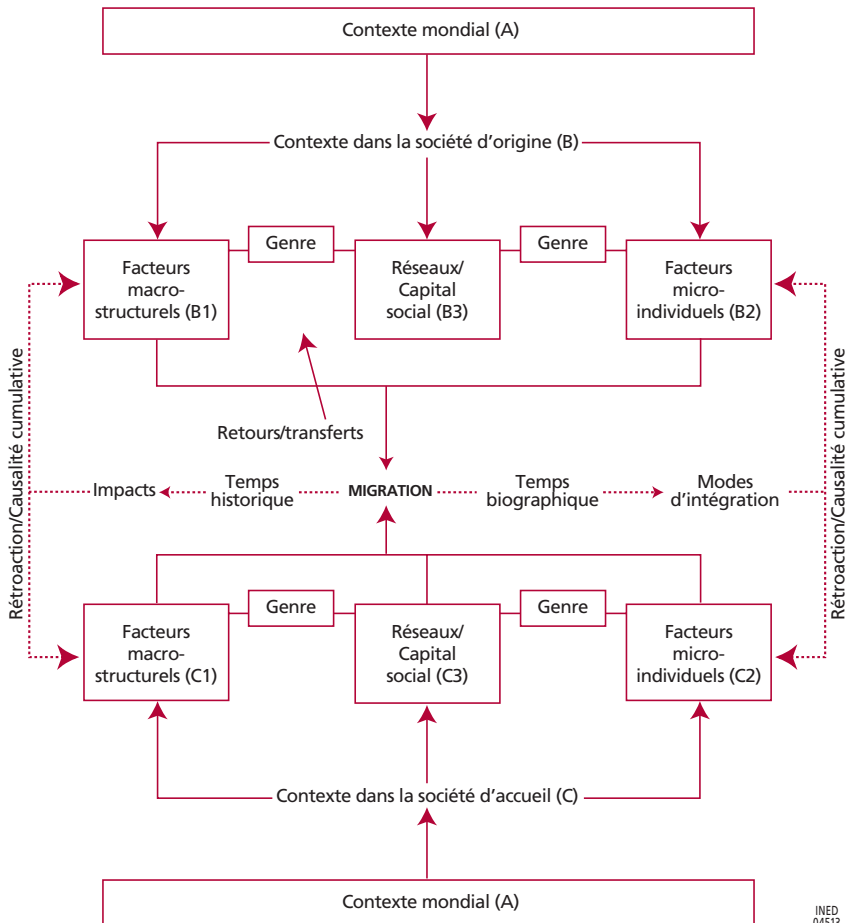 Contexte mondial (A)
Contexte dans la société d’origine (B)
Genre
Genre
Facteurs
macro-
structurels (B1)
Réseaux/
Capital
social (B3)
Facteurs
micro-
individuels (B2)
Rétroaction/Causalité cumulative
Retours/transferts
Impacts
Temps
historique
MIGRATION
Temps
biographique
Modes
d’intégration
Rétroaction/Causalité cumulative
Genre
Genre
Facteurs
macro-
structurels (C1)
Réseaux/
Capital
social (C3)
Facteurs
micro-
individuels (C2)
Contexte dans la société d’accueil (C)
Contexte mondial (A)
INED
04513